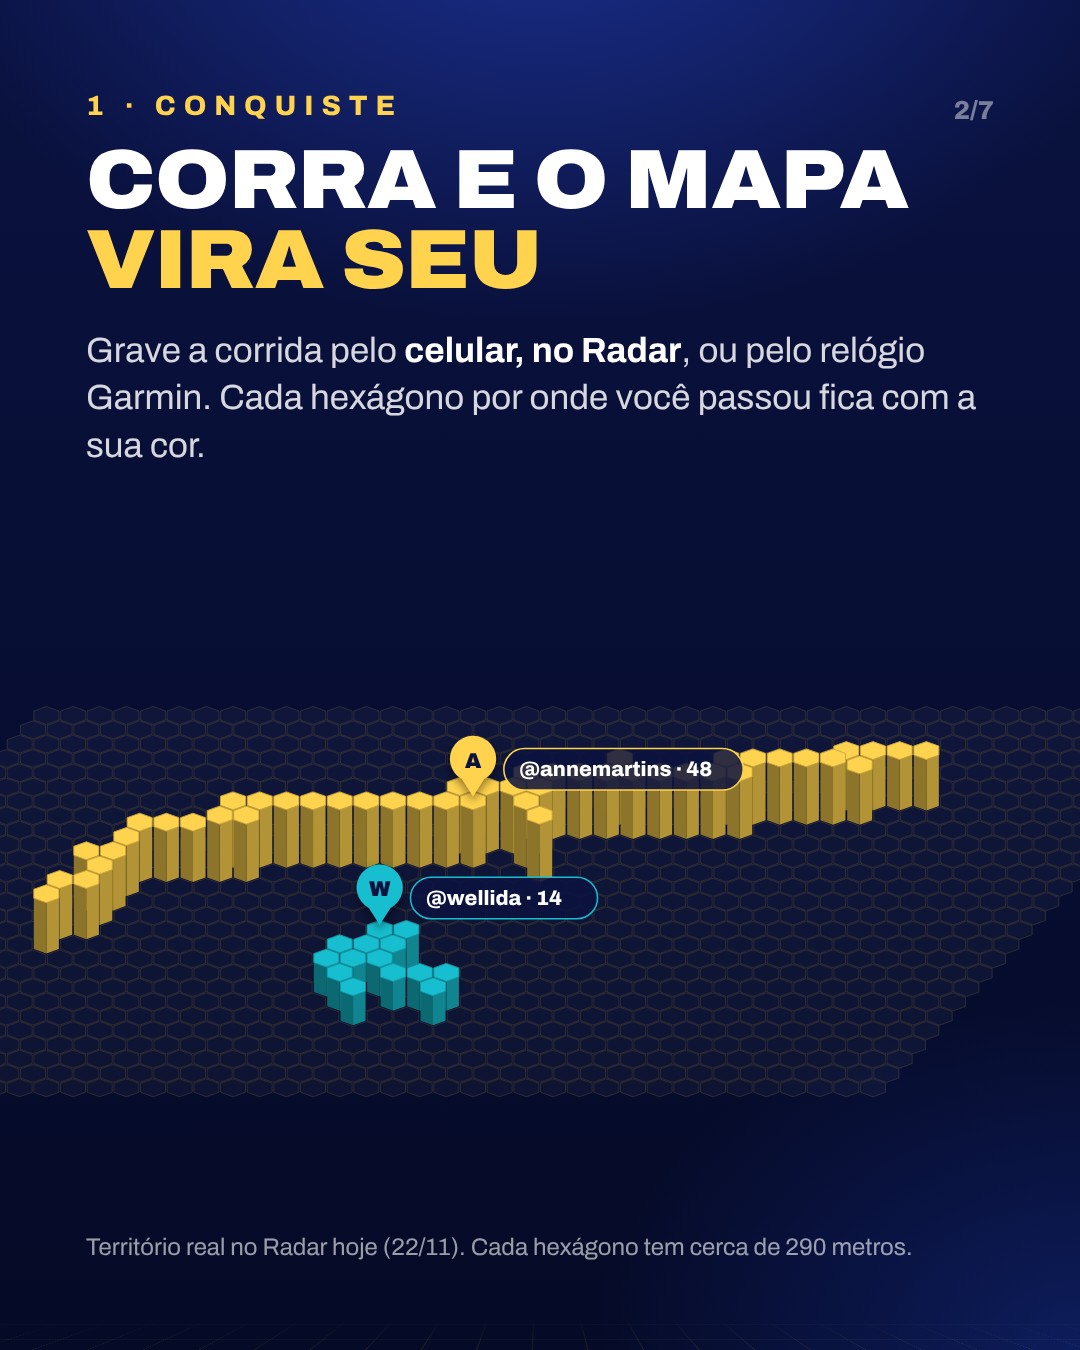 1 · CONQUISTE
2/7
CORRA E O MAPA
VIRA SEU
Grave a corrida pelo celular, no Radar, ou pelo relógio
Garmin. Cada hexágono por onde você passou fica com a
sua cor.
A
@annemartins · 48
W
@wellida · 14
Território real no Radar hoje (22/11). Cada hexágono tem cerca de 290 metros.